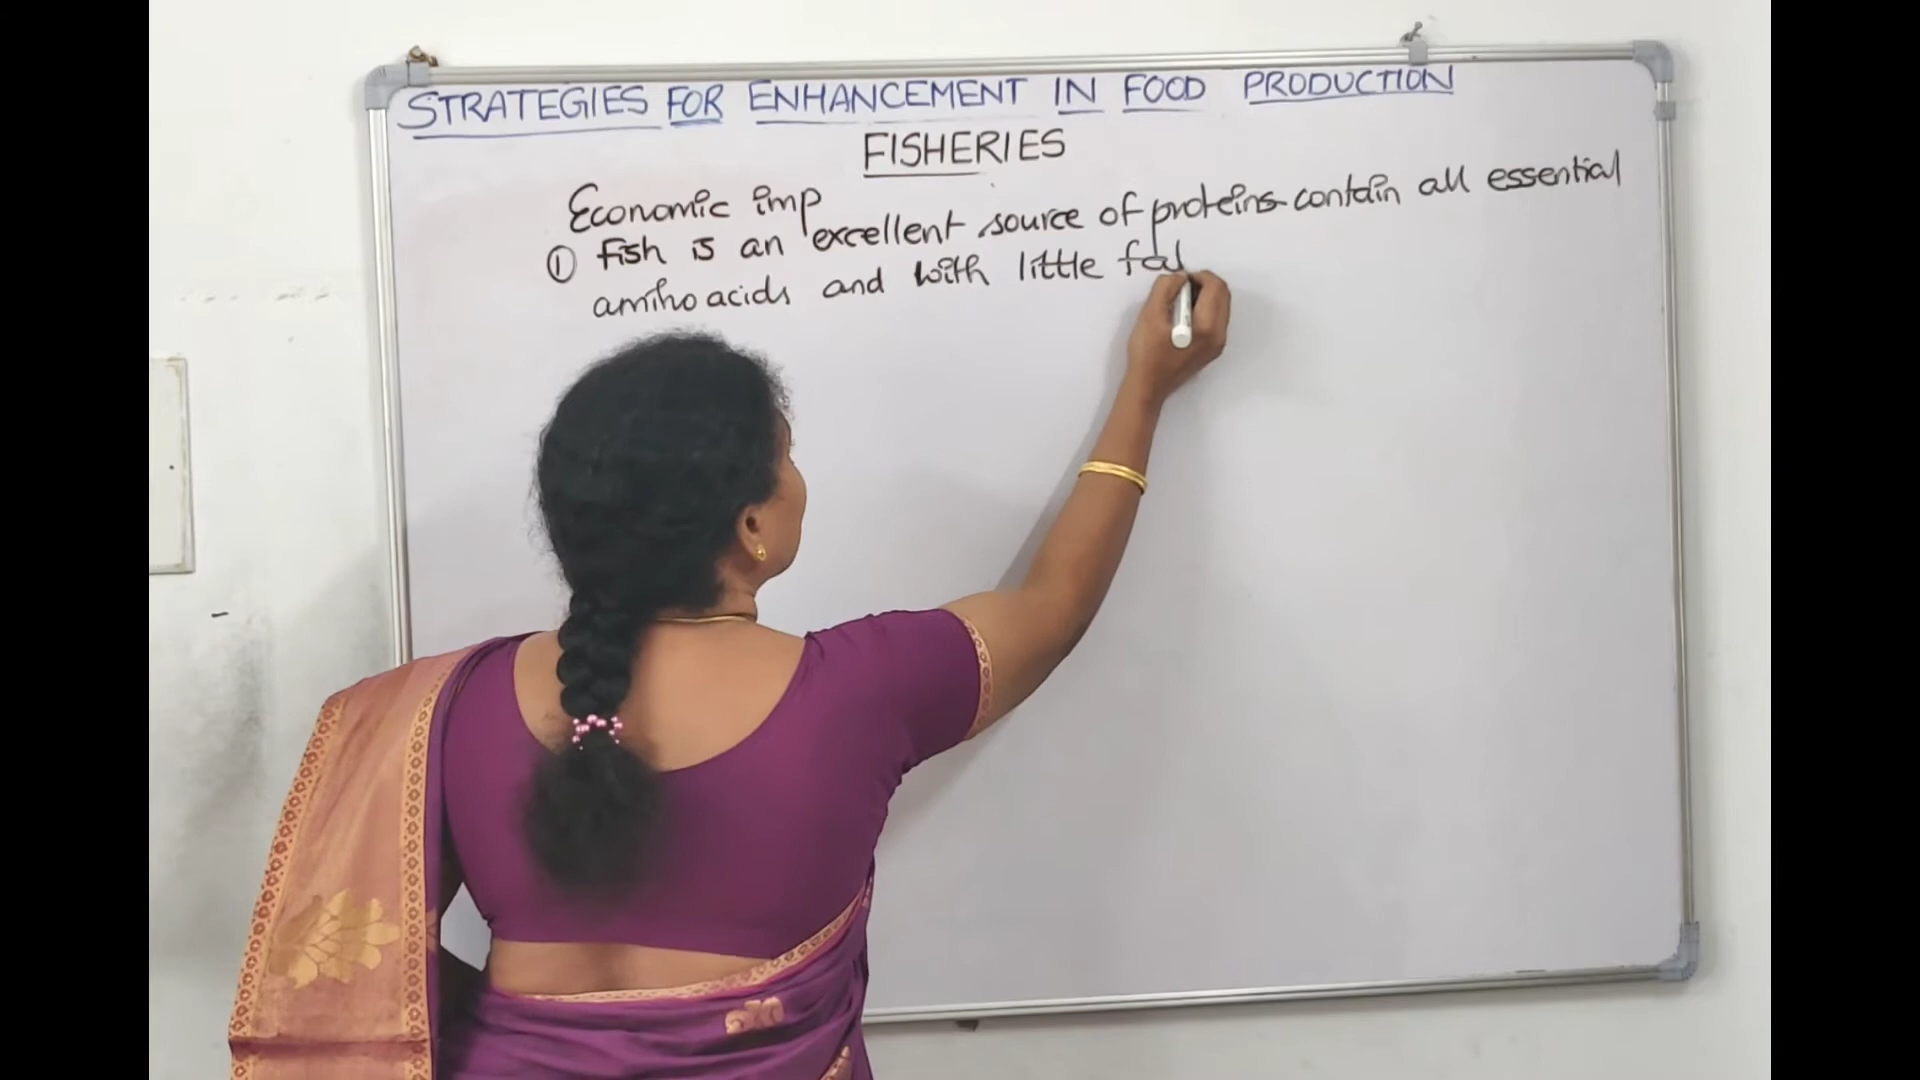 STRATEGIES FOR ENHANCEMENT IN FOOD PRODUCTION
FISHERIES
Economic imp
① Fish is an excellent source of proteins - contain all essential
amino acids and with little fat